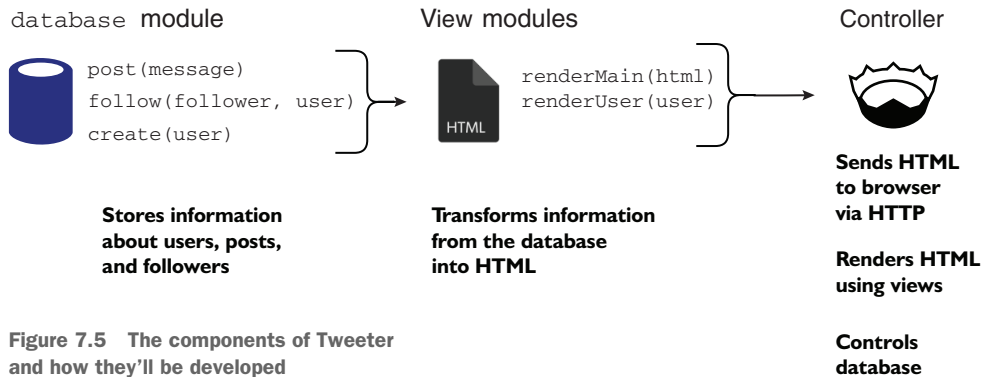 database module
post(message)
follow(follower, user)
create(user)
Stores information
about users, posts,
and followers
View modules
HTML
renderMain(html)
renderUser(user)
Transforms information
from the database
into HTML
Controller
Sends HTML
to browser
via HTTP
Renders HTML
using views
Controls
database
Figure 7.5 The components of Tweeter
and how they’ll be developed